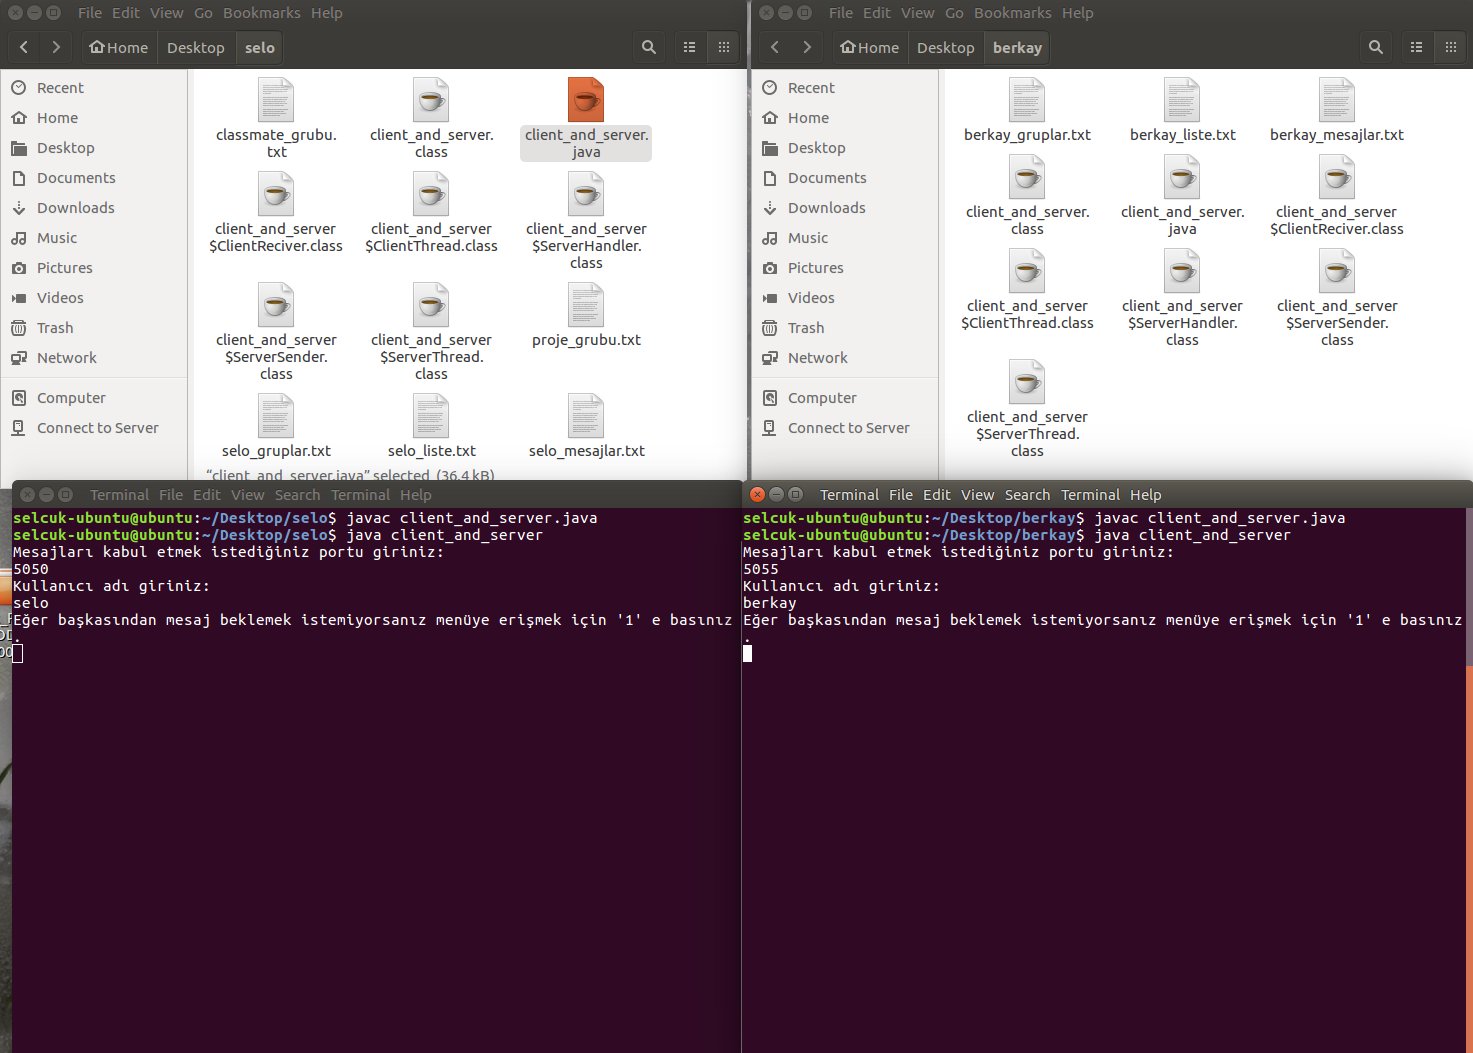 File Edit View Go Bookmarks Help
Home Desktop selo
Recent
Home
Desktop
Documents
Downloads
Music
Pictures
Videos
Trash
Network
Computer
Connect to Server
classmate_grubu.
txt
client_and_server.
class
client_and_server.
java
client_and_server
$ClientReciver.class
client_and_server
$ClientThread.class
client_and_server
$ServerHandler.
class
client_and_server
$ServerSender.
class
client_and_server
$ServerThread.
class
proje_grubu.txt
selo_gruplar.txt
selo_liste.txt
selo_mesajlar.txt
“client_and_server.java” selected (36.4 kB)
File Edit View Go Bookmarks Help
Home Desktop berkay
Recent
Home
Desktop
Documents
Downloads
Music
Pictures
Videos
Trash
Network
Computer
Connect to Server
berkay_gruplar.txt
berkay_liste.txt
berkay_mesajlar.txt
client_and_server.
class
client_and_server.
java
client_and_server
$ClientReciver.class
client_and_server
$ClientThread.class
client_and_server
$ServerHandler.
class
client_and_server
$ServerSender.
class
client_and_server
$ServerThread.
class
Terminal File Edit View Search Terminal Help
selcuk-ubuntu@ubuntu:~/Desktop/selo$ javac client_and_server.java
selcuk-ubuntu@ubuntu:~/Desktop/selo$ java client_and_server
Mesajları kabul etmek istediğiniz portu giriniz:
5050
Kullanıcı adı giriniz:
selo
Eğer başkasından mesaj beklemek istemiyorsanız menüye erişmek için '1' e basınız
.
Terminal File Edit View Search Terminal Help
selcuk-ubuntu@ubuntu:~/Desktop/berkay$ javac client_and_server.java
selcuk-ubuntu@ubuntu:~/Desktop/berkay$ java client_and_server
Mesajları kabul etmek istediğiniz portu giriniz:
5055
Kullanıcı adı giriniz:
berkay
Eğer başkasından mesaj beklemek istemiyorsanız menüye erişmek için '1' e basınız
.